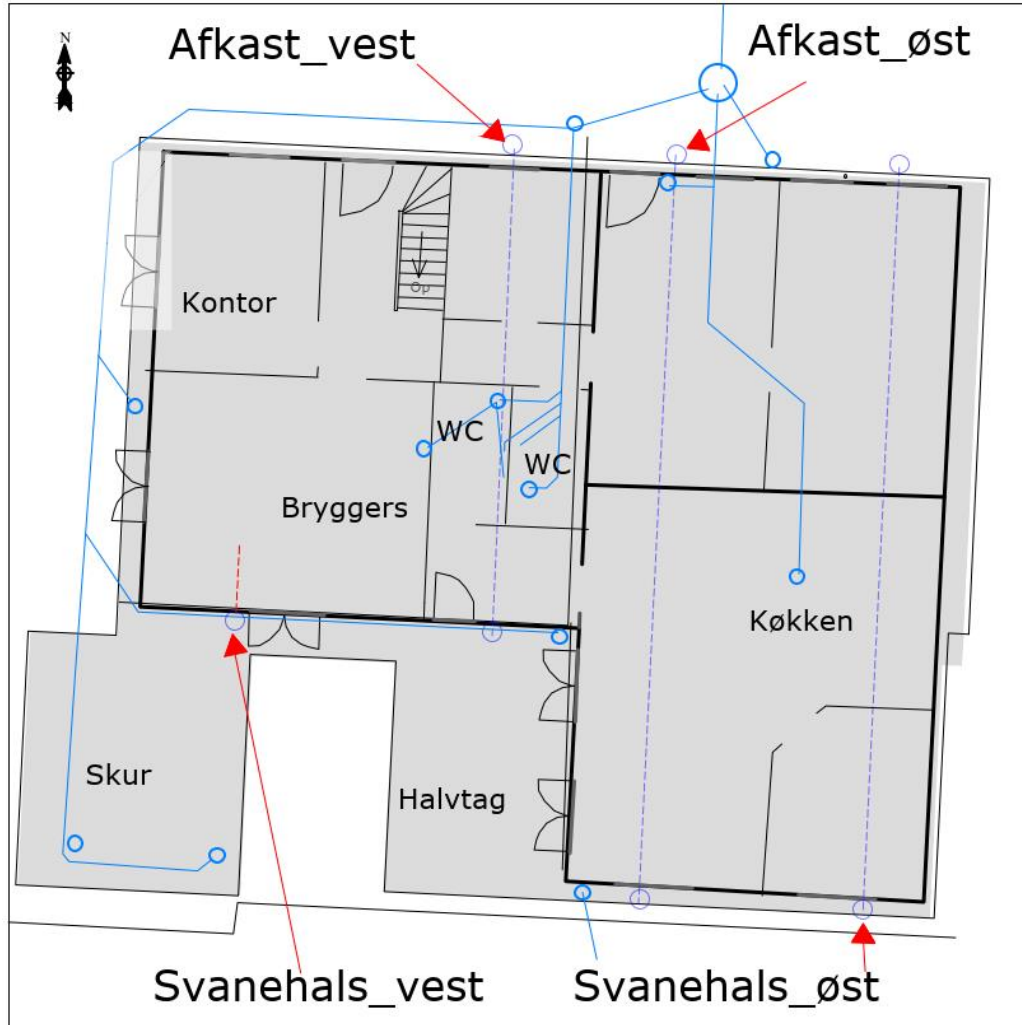 N
Afkast_vest
Afkast_øst
Kontor
Op
WC
WC
Bryggers
Køkken
Skur
Halvtag
Svanehals_vest
Svanehals_øst